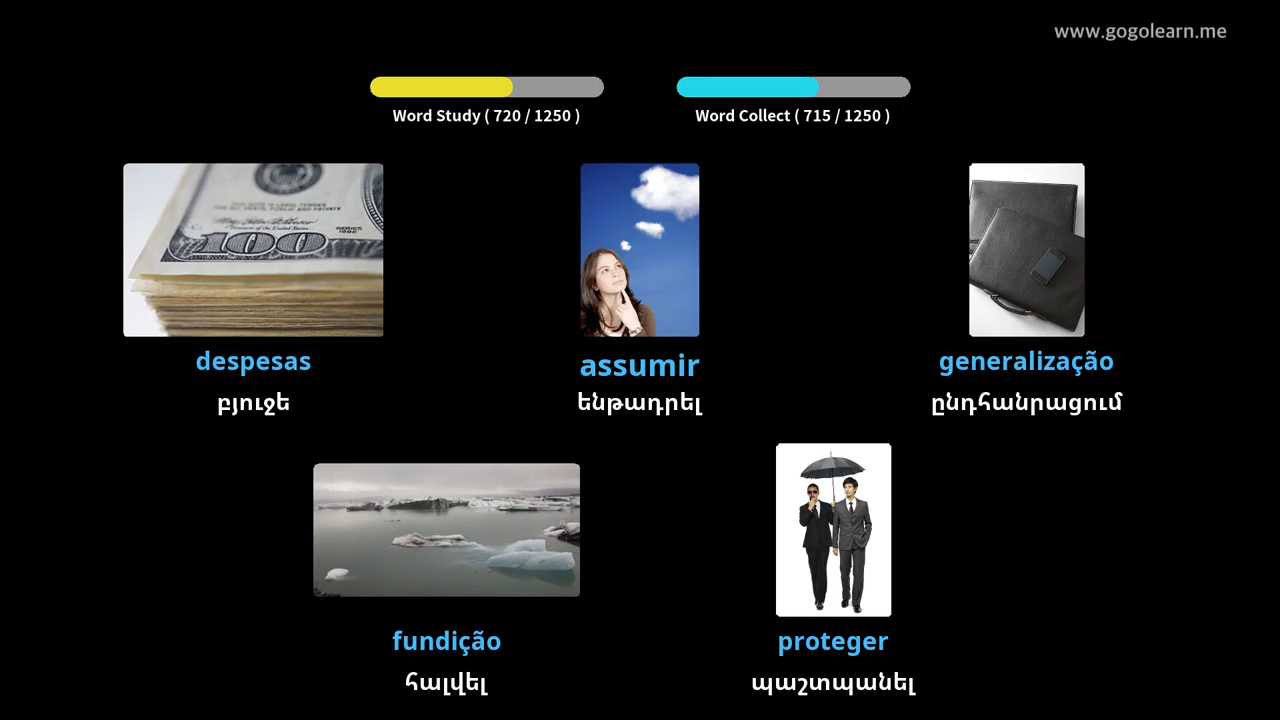 www.gogolearn.me
Word Study ( 720 / 1250 )
Word Collect ( 715 / 1250 )
100
despesas
assumir
generalização
բյուջե
ենթադրել
ընդհանրացում
fundição
proteger
հալվել
պաշտպանել